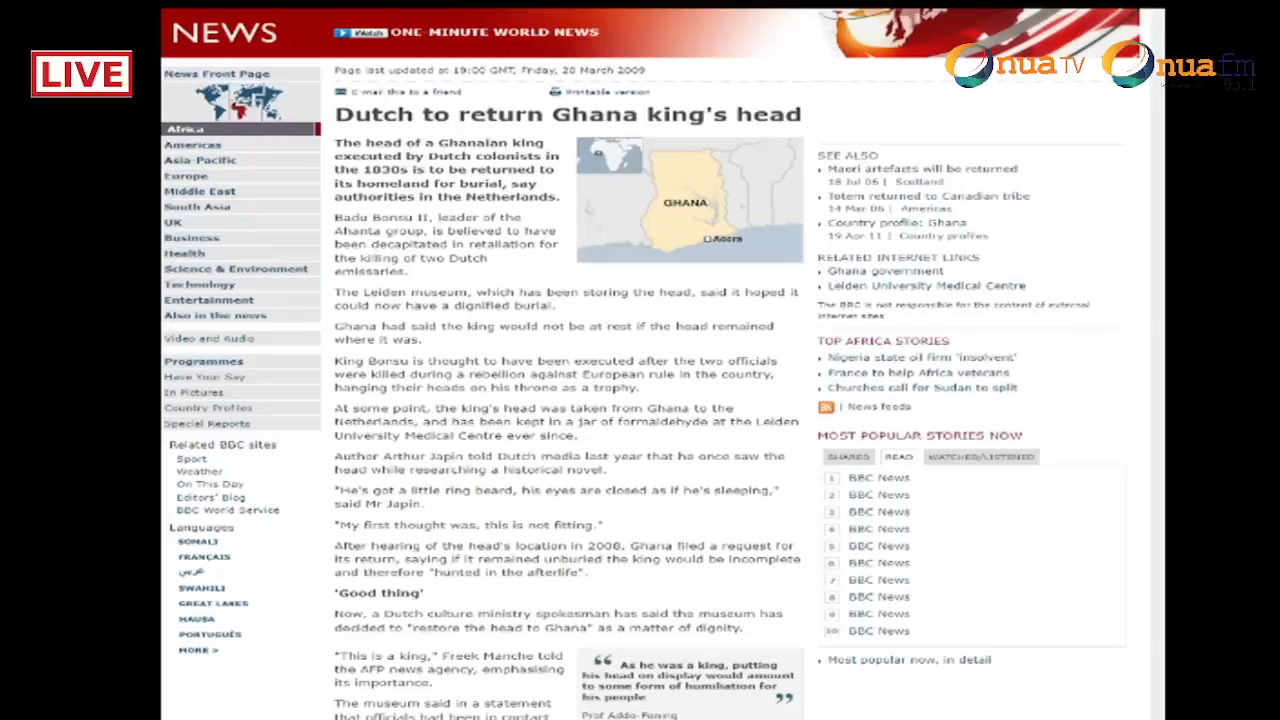 LIVE
NEWS
Watch ONE-MINUTE WORLD NEWS
nua TV
nua fm
95.1
News Front Page
Africa
Americas
Asia-Pacific
Europe
Middle East
South Asia
UK
Business
Health
Science & Environment
Technology
Entertainment
Also in the news
Video and Audio
Programmes
Have Your Say
In Pictures
Country Profiles
Special Reports
Related BBC sites
Sport
Weather
On This Day
Editors' Blog
BBC World Service
Languages
SOMALI
FRANÇAIS
عربي
SWAHILI
GREAT LAKES
HAUSA
PORTUGUÊS
MORE >
Page last updated at 19:00 GMT, Friday, 20 March 2009
E-mail this to a friend
Printable version
Dutch to return Ghana king's head
The head of a Ghanaian king
executed by Dutch colonists in
the 1830s is to be returned to
its homeland for burial, say
authorities in the Netherlands.
Badu Bonsu II, leader of the
Ahanta group, is believed to have
been decapitated in retaliation for
the killing of two Dutch
emissaries.
GHANA
Accra
The Leiden museum, which has been storing the head, said it hoped it
could now have a dignified burial.
Ghana had said the king would not be at rest if the head remained
where it was.
King Bonsu is thought to have been executed after the two officials
were killed during a rebellion against European rule in the country,
hanging their heads on his throne as a trophy.
At some point, the king's head was taken from Ghana to the
Netherlands, and has been kept in a jar of formaldehyde at the Leiden
University Medical Centre ever since.
Author Arthur Japin told Dutch media last year that he once saw the
head while researching a historical novel.
"He's got a little ring beard, his eyes are closed as if he's sleeping,"
said Mr Japin.
"My first thought was, this is not fitting."
After hearing of the head's location in 2008, Ghana filed a request for
its return, saying if it remained unburied the king would be incomplete
and therefore "hunted in the afterlife".
'Good thing'
Now, a Dutch culture ministry spokesman has said the museum has
decided to "restore the head to Ghana" as a matter of dignity.
"This is a king," Freek Manche told
the AFP news agency, emphasising
its importance.
The museum said in a statement
that officials had been in contact
“ As he was a king, putting
his head on display would amount
to some form of humiliation for
his people ”
Prof Addo-Fening
SEE ALSO
Maori artefacts will be returned
18 Jul 05 | Scotland
Totem returned to Canadian tribe
14 Mar 06 | Americas
Country profile: Ghana
19 Apr 11 | Country profiles
RELATED INTERNET LINKS
Ghana government
Leiden University Medical Centre
The BBC is not responsible for the content of external
internet sites
TOP AFRICA STORIES
Nigeria state oil firm 'insolvent'
France to help Africa veterans
Churches call for Sudan to split
| News feeds
MOST POPULAR STORIES NOW
SHARED READ WATCHED/LISTENED
1 BBC News
2 BBC News
3 BBC News
4 BBC News
5 BBC News
6 BBC News
7 BBC News
8 BBC News
9 BBC News
10 BBC News
Most popular now, in detail